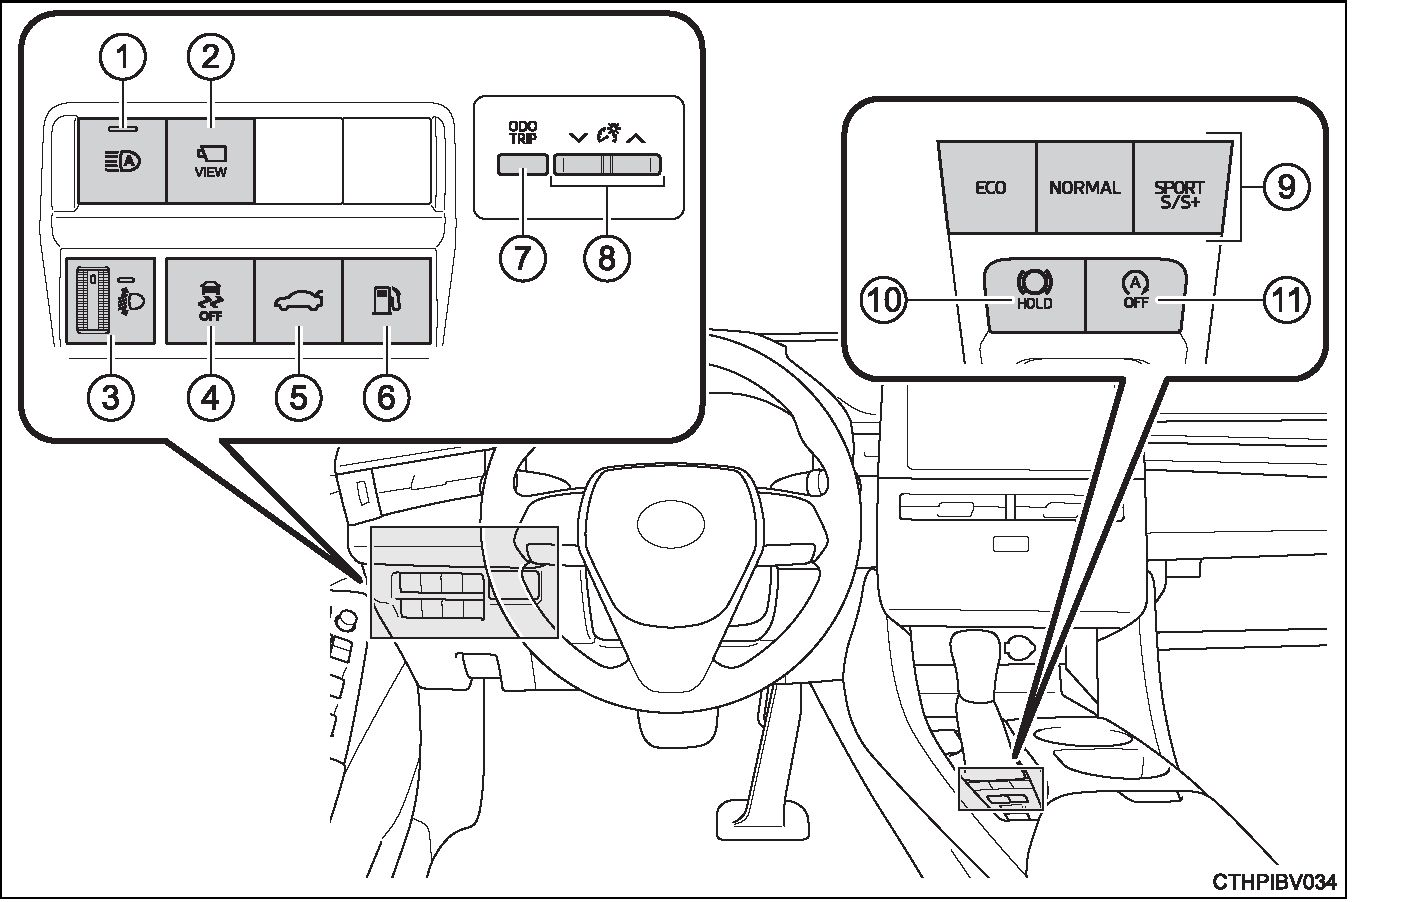 1
2
A
VIEW
ODO
TRIP
7
8
OFF
3
4
5
6
ECO
NORMAL
SPORT
S/S+
9
10
HOLD
A
OFF
11
CTHPIBV034